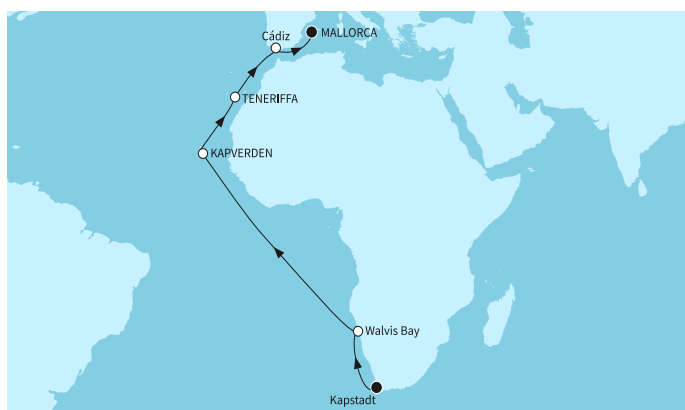 Cádiz
MALLORCA
TENERIFFA
KAPVERDEN
Walvis Bay
Kapstadt